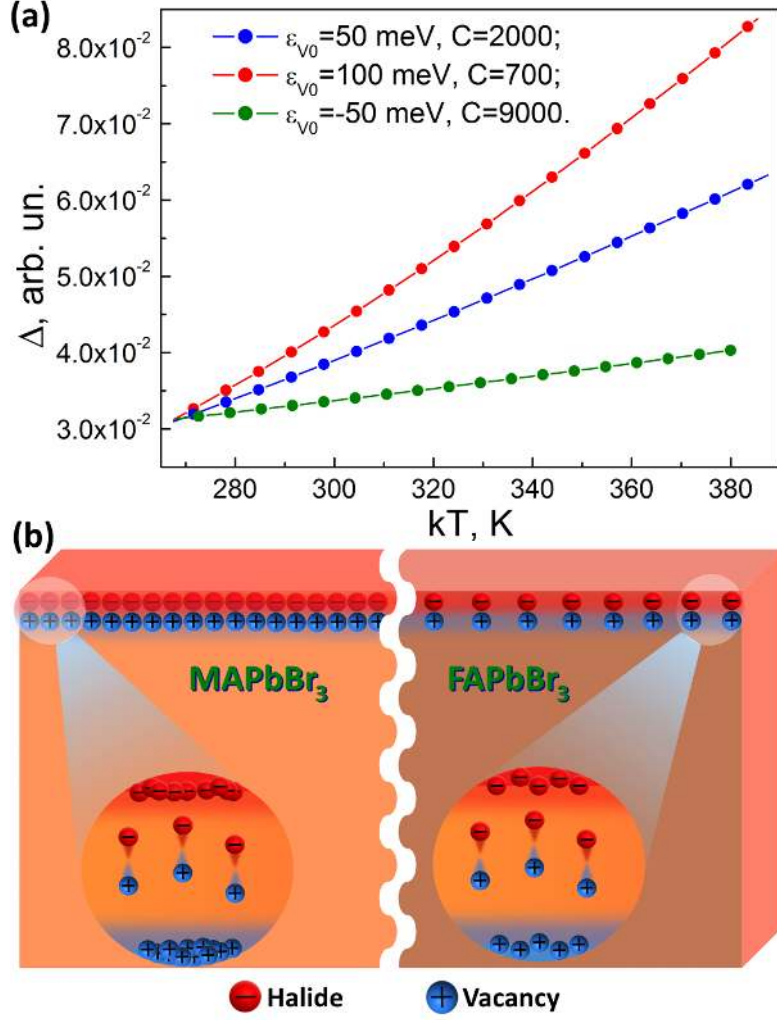 (a)
ε_V0=50 meV, C=2000;
ε_V0=100 meV, C=700;
ε_V0=-50 meV, C=9000.
Δ, arb. un.
8.0x10⁻²
7.0x10⁻²
6.0x10⁻²
5.0x10⁻²
4.0x10⁻²
3.0x10⁻²
280 300 320 340 360 380
kT, K
(b)
MAPbBr₃ FAPbBr₃
Halide Vacancy